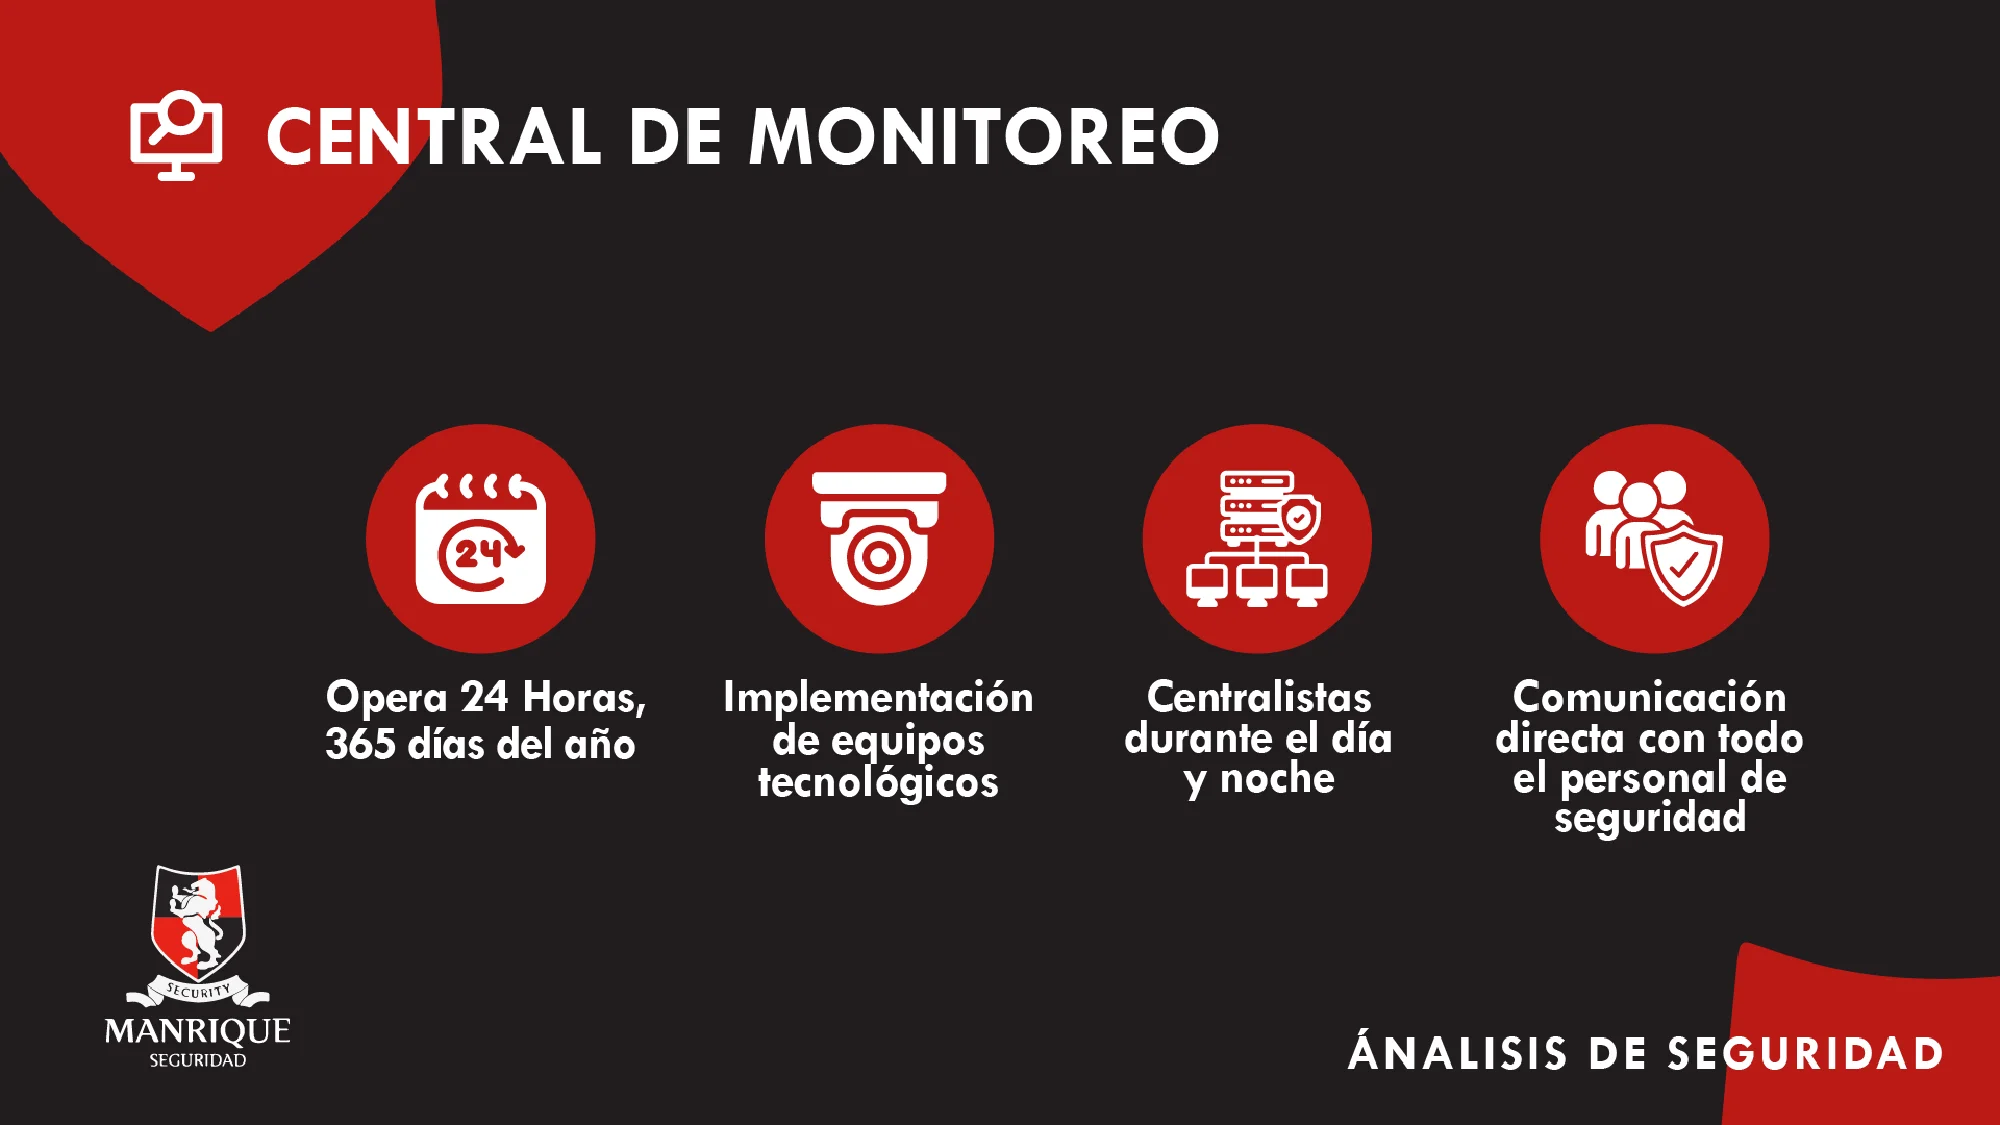 CENTRAL DE MONITOREO
24
Opera 24 Horas,
365 días del año
Implementación
de equipos
tecnológicos
Centralistas
durante el día
y noche
Comunicación
directa con todo
el personal de
seguridad
SECURITY
MANRIQUE
SEGURIDAD
ÁNALISIS DE SEGURIDAD